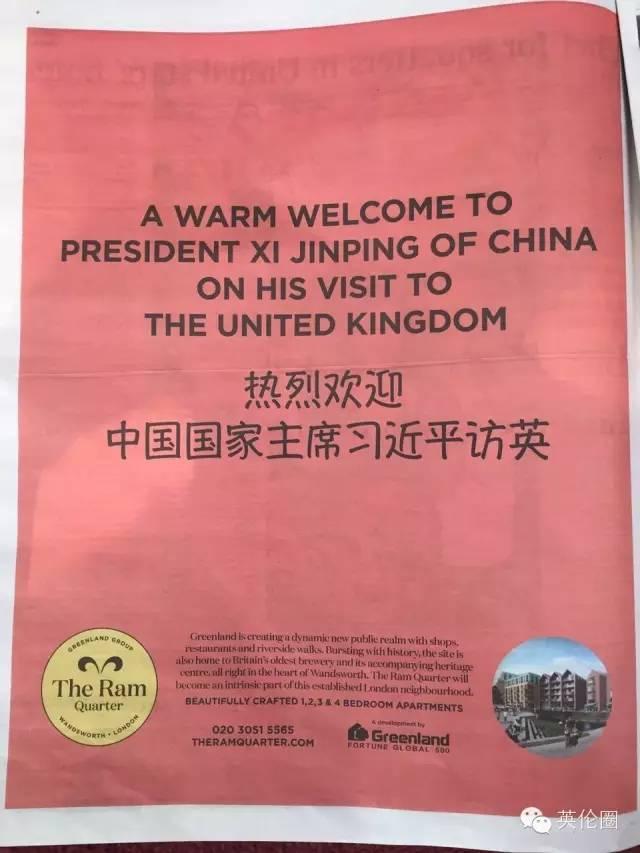 A WARM WELCOME TO
PRESIDENT XI JINPING OF CHINA
ON HIS VISIT TO
THE UNITED KINGDOM
热烈欢迎
中国国家主席习近平访英
GREENLAND GROUP
The Ram
Quarter
WANDSWORTH • LONDON
Greenland is creating a dynamic new public realm with shops,
restaurants and riverside walks. Bursting with history, the site is
also home to Britain's oldest brewery and its accompanying heritage
centre, all right in the heart of Wandsworth. The Ram Quarter will
become an intrinsic part of this established London neighbourhood.
BEAUTIFULLY CRAFTED 1,2,3 & 4 BEDROOM APARTMENTS
020 3051 5565
THERAMQUARTER.COM
A development by
Greenland
FORTUNE GLOBAL 500
英伦圈